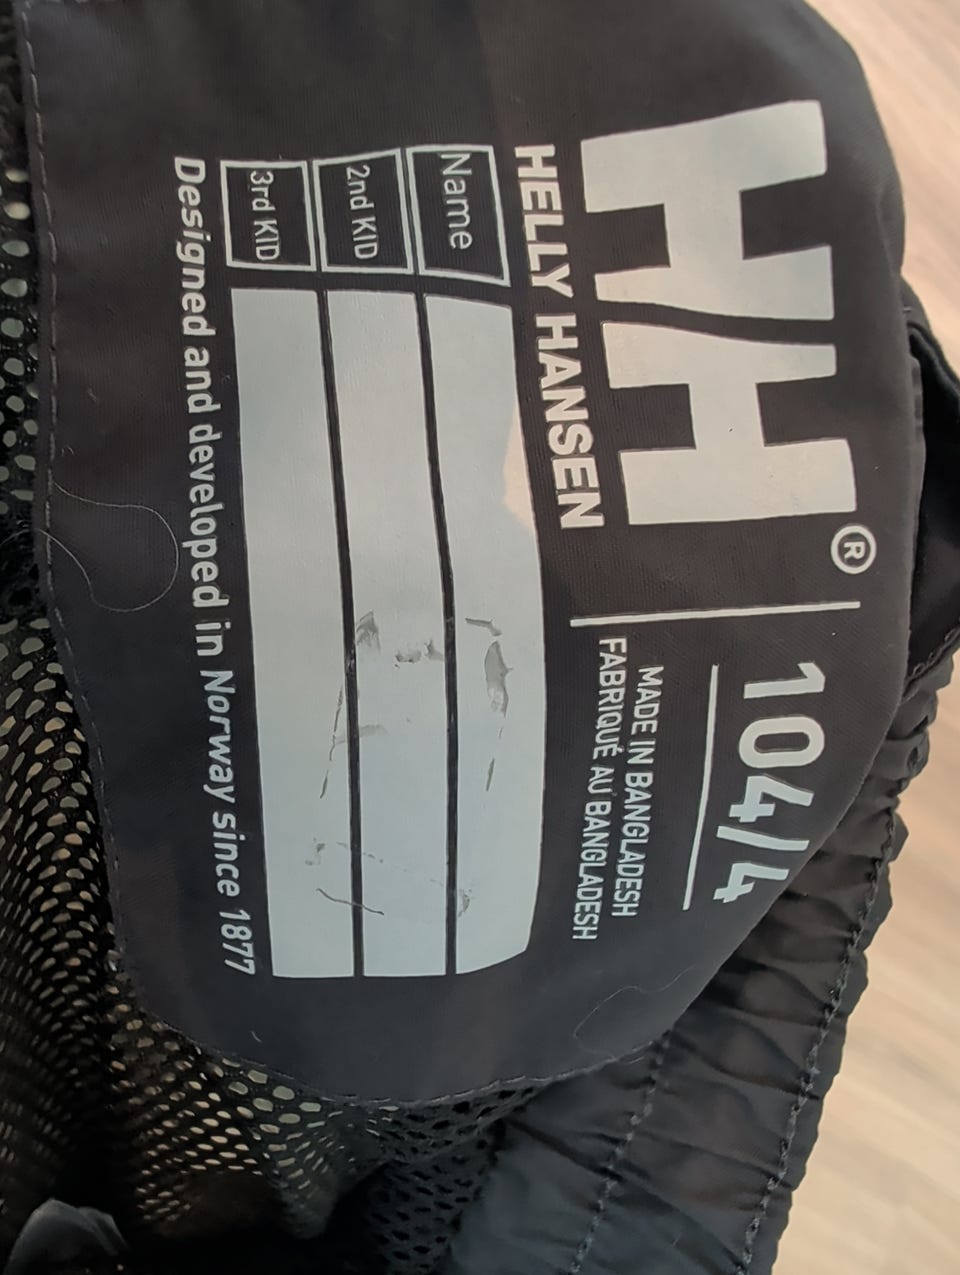 HH®
HELLY HANSEN
104/4
MADE IN BANGLADESH
FABRIQUÉ AU BANGLADESH
Name
2nd KID
3rd KID
Designed and developed in Norway since 1877